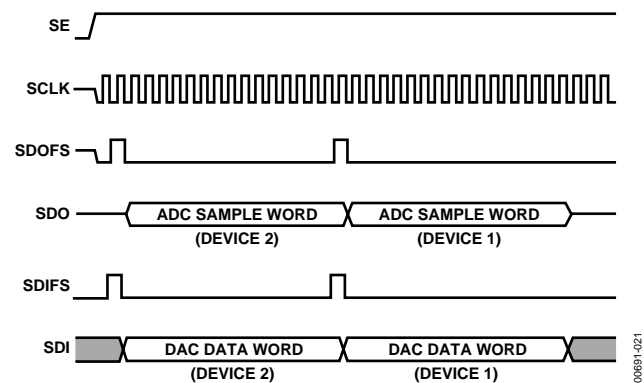 SE
SCLK
SDOFS
SDO
ADC SAMPLE WORD
(DEVICE 2)
ADC SAMPLE WORD
(DEVICE 1)
SDIFS
SDI
DAC DATA WORD
(DEVICE 2)
DAC DATA WORD
(DEVICE 1)
00691-021